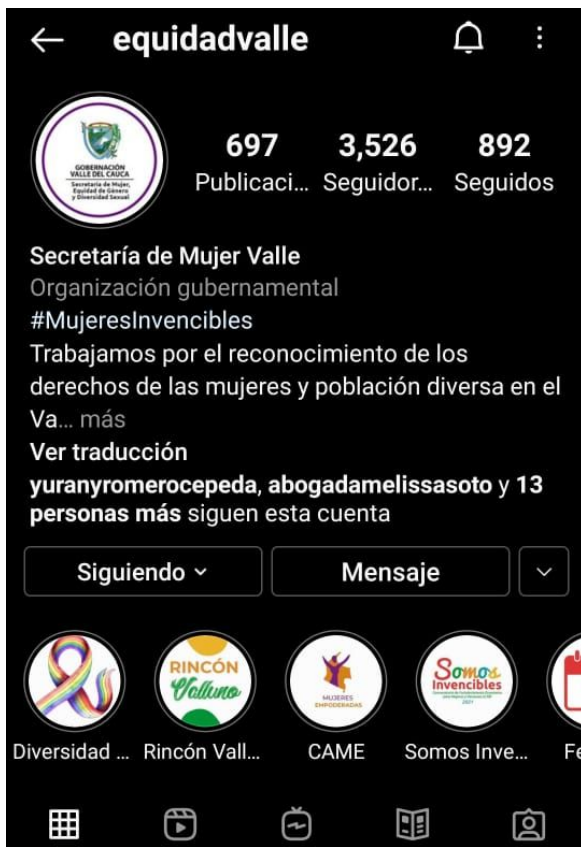 equidadvalle
GOBERNACIÓN
VALLE DEL CAUCA
Secretaría de Mujer,
Equidad de Género
y Diversidad Sexual
697 3,526 892
Publicaci... Seguidor... Seguidos
Secretaría de Mujer Valle
Organización gubernamental
#MujeresInvencibles
Trabajamos por el reconocimiento de los
derechos de las mujeres y población diversa en el
Va... más
Ver traducción
yuranyromerocepeda, abogadamelissasoto y 13
personas más siguen esta cuenta
Siguiendo
Mensaje
RINCÓN
Valluno
MUJERES
EMPODERADAS
Somos
Invencibles
2021
Diversidad ... Rincón Vall... CAME Somos Inve... Fe